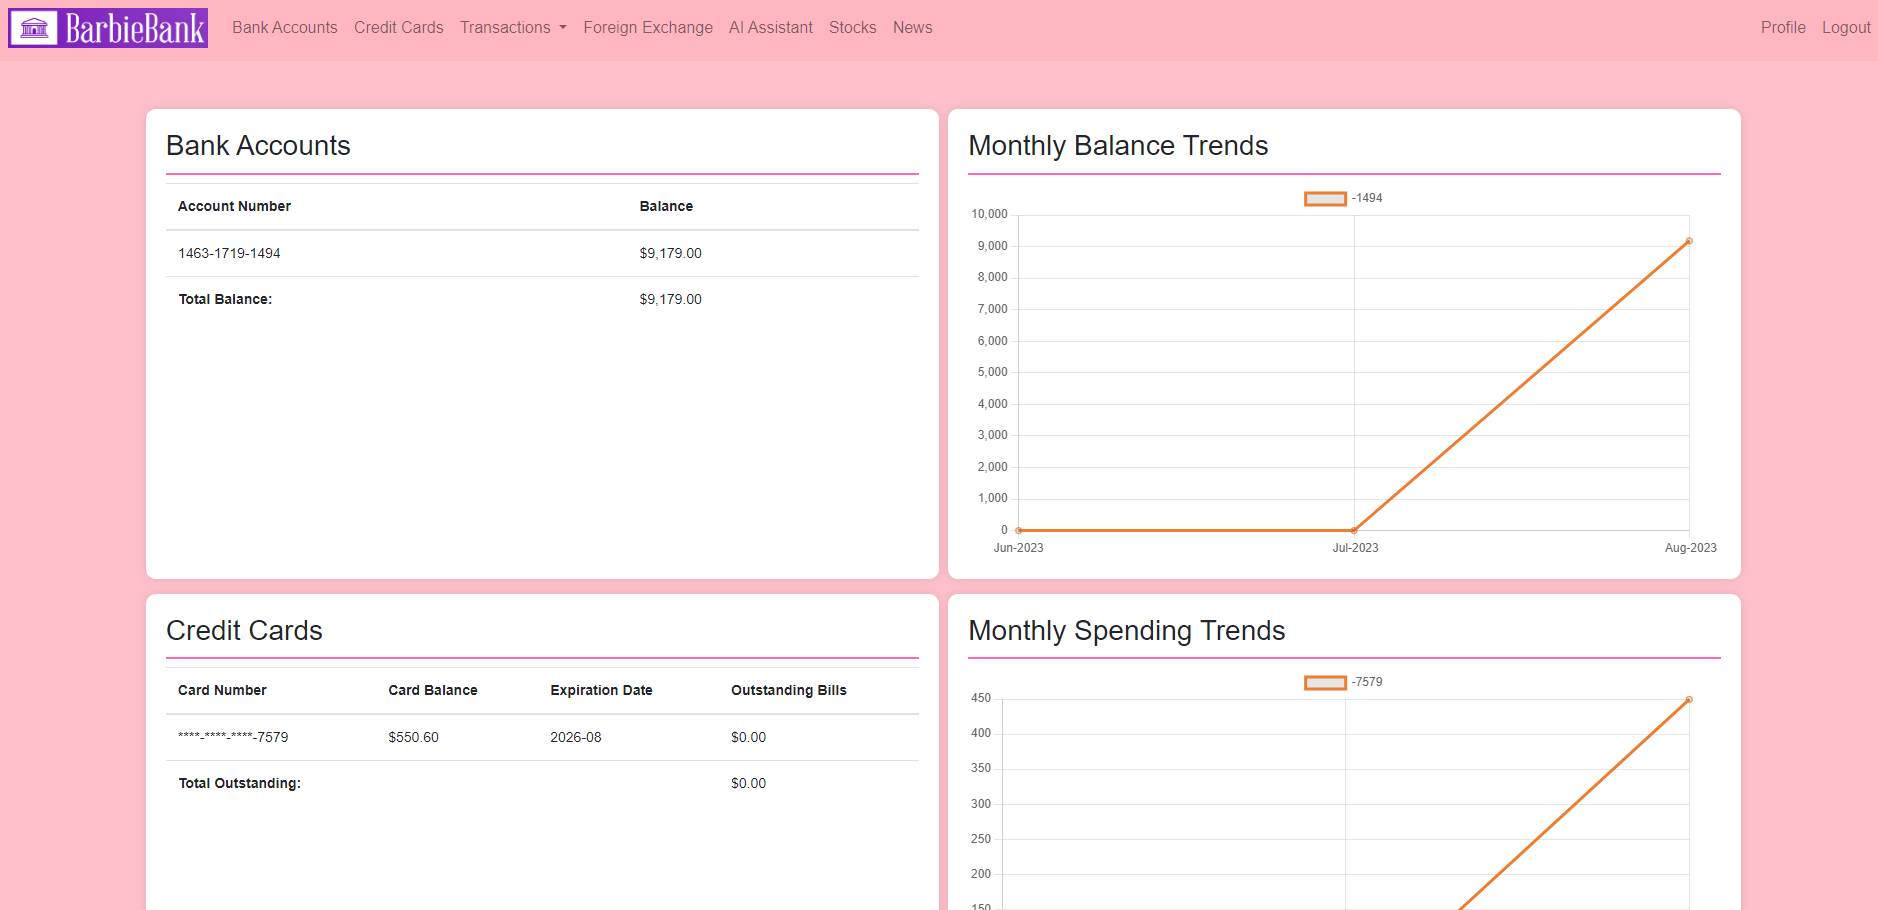 BarbieBank Bank Accounts Credit Cards Transactions Foreign Exchange AI Assistant Stocks News Profile Logout
Bank Accounts
Account Number Balance
1463-1719-1494 $9,179.00
Total Balance: $9,179.00
Monthly Balance Trends
-1494
10,000
9,000
8,000
7,000
6,000
5,000
4,000
3,000
2,000
1,000
0
Jun-2023 Jul-2023 Aug-2023
Credit Cards
Card Number Card Balance Expiration Date Outstanding Bills
****-****-****-7579 $550.60 2026-08 $0.00
Total Outstanding: $0.00
Monthly Spending Trends
-7579
450
400
350
300
250
200
150